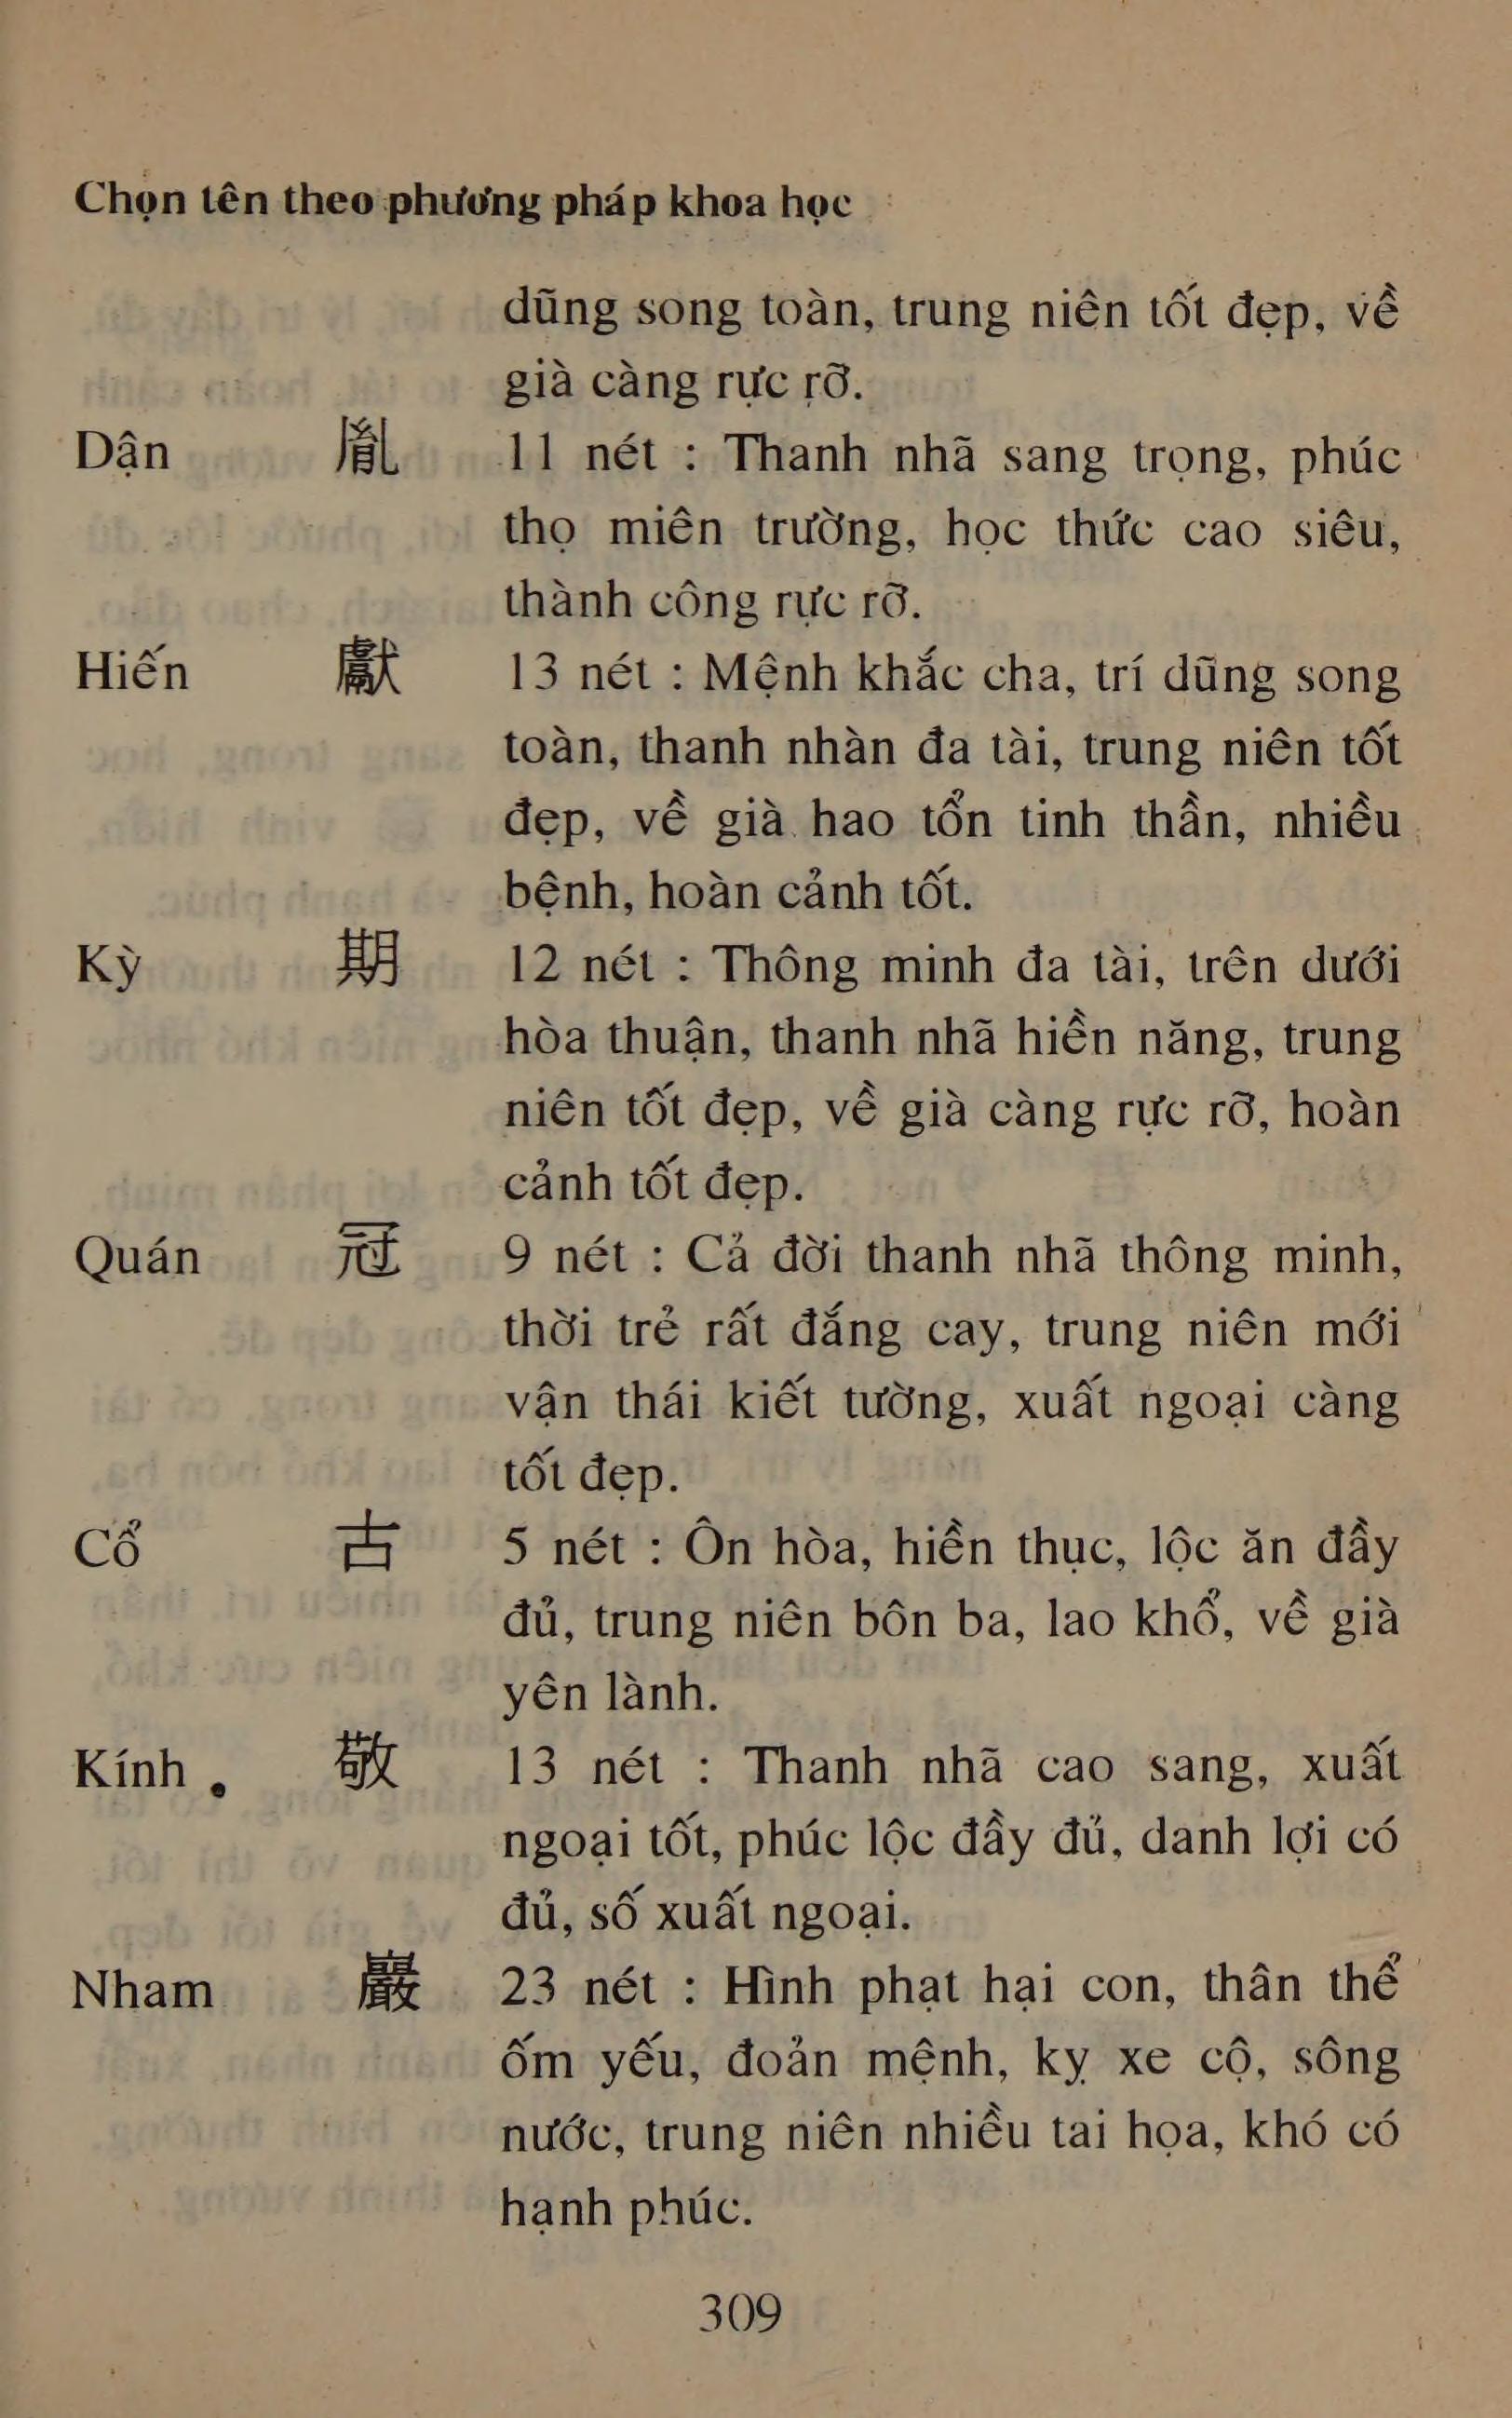 Chọn tên theo phương pháp khoa học
dũng song toàn, trung niên tốt đẹp, về
già càng rực rỡ.
Dận 胤 11 nét : Thanh nhã sang trọng, phúc
thọ miên trường, học thức cao siêu,
thành công rực rỡ.
Hiến 獻 13 nét : Mệnh khắc cha, trí dũng song
toàn, thanh nhàn đa tài, trung niên tốt
đẹp, về già hao tổn tinh thần, nhiều
bệnh, hoàn cảnh tốt.
Kỳ 期 12 nét : Thông minh đa tài, trên dưới
hòa thuận, thanh nhã hiền năng, trung
niên tốt đẹp, về già càng rực rỡ, hoàn
cảnh tốt đẹp.
Quán 冠 9 nét : Cả đời thanh nhã thông minh,
thời trẻ rất đắng cay, trung niên mới
vận thái kiết tường, xuất ngoại càng
tốt đẹp.
Cổ 古 5 nét : Ôn hòa, hiền thục, lộc ăn đầy
đủ, trung niên bôn ba, lao khổ, về già
yên lành.
Kính 敬 13 nét : Thanh nhã cao sang, xuất
ngoại tốt, phúc lộc đầy đủ, danh lợi có
đủ, số xuất ngoại.
Nham 巖 23 nét : Hình phạt hại con, thân thể
ốm yếu, đoản mệnh, kỵ xe cộ, sông
nước, trung niên nhiều tai họa, khó có
hạnh phúc.
309